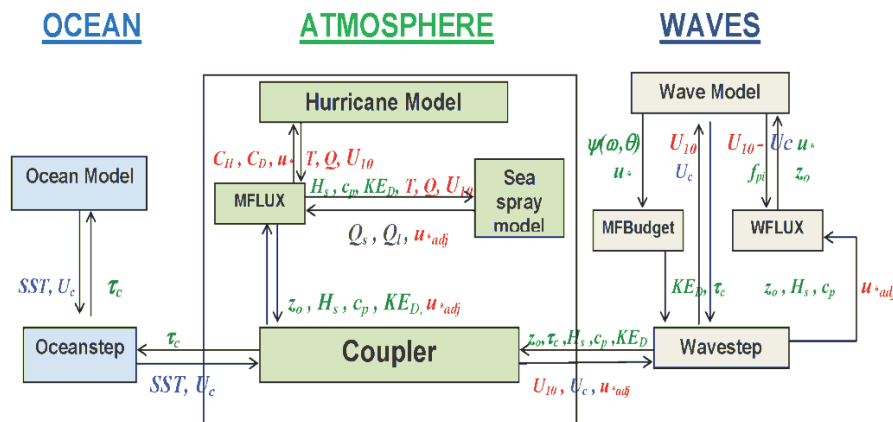 OCEAN
ATMOSPHERE
WAVES
Hurricane Model
Wave Model
C_H , C_D , u* T, Q, U_10
ψ(ω,θ)
u*
U_10
U_c
U_10 - U_c u*
f_pi z_o
Ocean Model
H_s , c_p, KE_D, T, Q, U_10
MFLUX
Sea
spray
model
Q_s , Q_l , u*adj
MFBudget
WFLUX
SST, U_c τ_c
z_o , H_s , c_p , KE_D, u*adj
KE_D, τ_c
z_o, H_s , c_p
u*adj
Oceanstep
τ_c
SST, U_c
Coupler
z_o,τ_c,H_s ,c_p,KE_D
U_10, U_c , u*adj
Wavestep